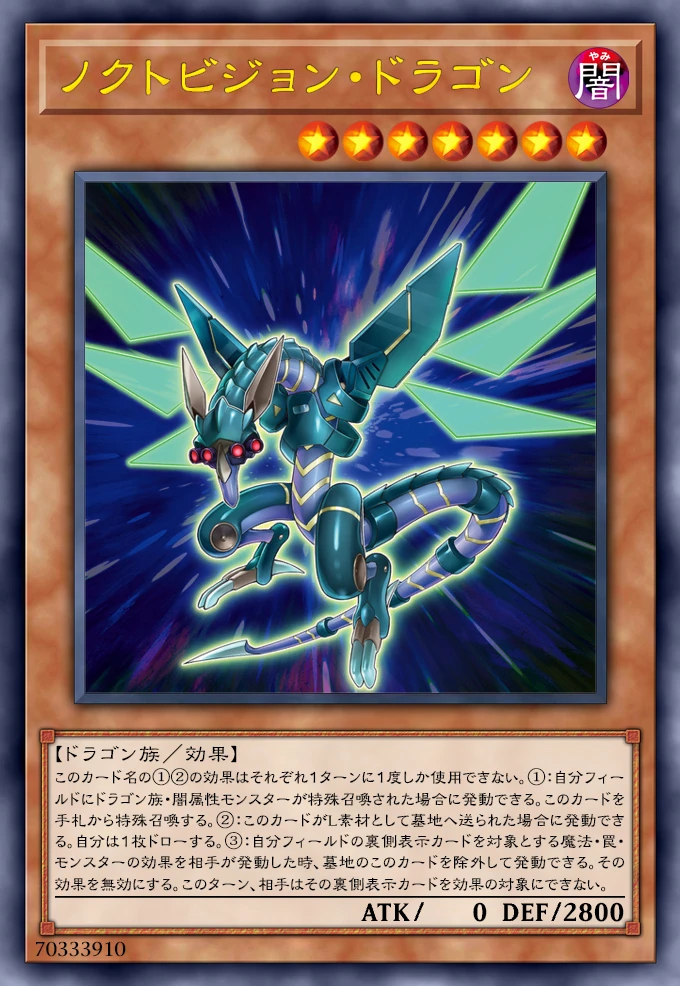 ノクトビジョン・ドラゴン
やみ
闇
【ドラゴン族／効果】
このカード名の①②の効果はそれぞれ1ターンに1度しか使用できない。①：自分フィー
ルドにドラゴン族・闇属性モンスターが特殊召喚された場合に発動できる。このカードを
手札から特殊召喚する。②：このカードがL素材として墓地へ送られた場合に発動でき
る。自分は1枚ドローする。③：自分フィールドの裏側表示カードを対象とする魔法・罠・
モンスターの効果を相手が発動した時、墓地のこのカードを除外して発動できる。その
効果を無効にする。このターン、相手はその裏側表示カードを効果の対象にできない。
ATK/ 0 DEF/2800
70333910